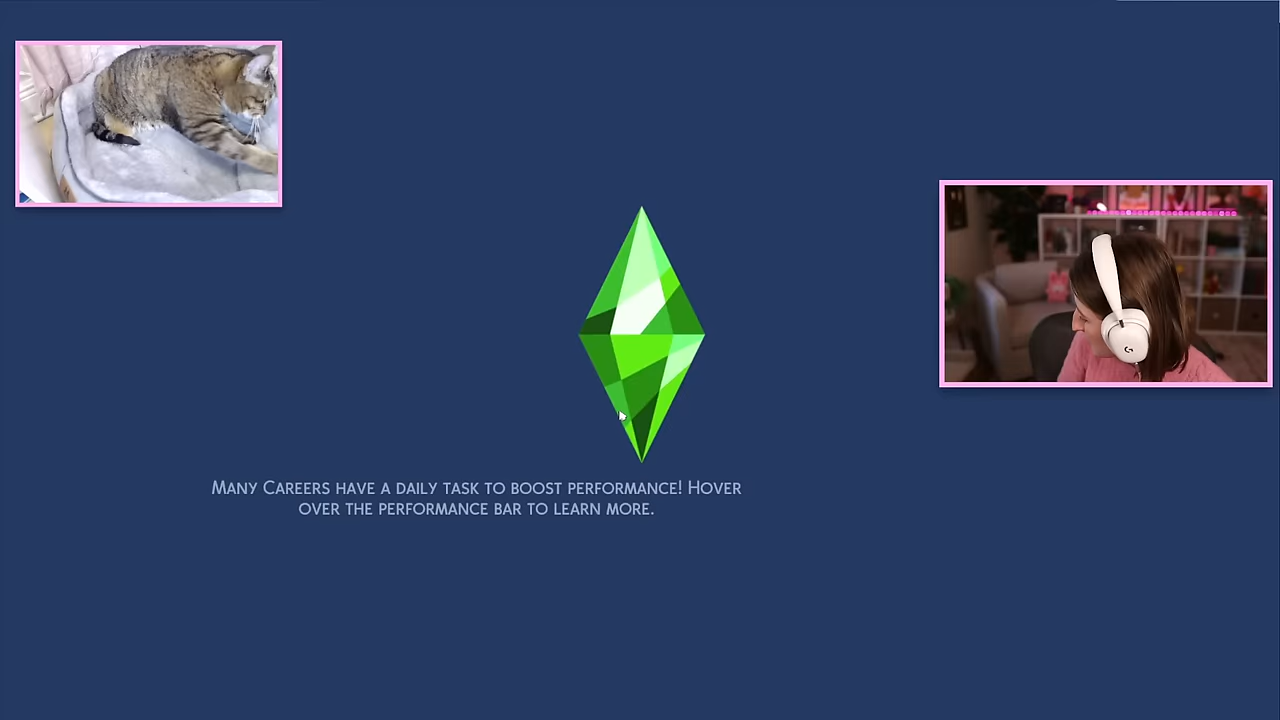 Many Careers have a daily task to boost performance! Hover
over the performance bar to learn more.